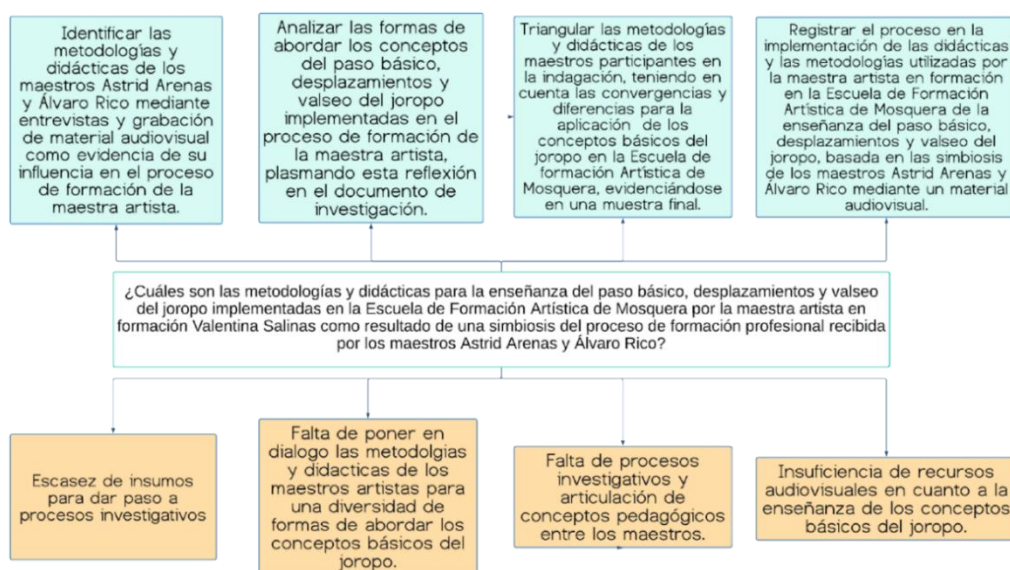 Identificar las
metodologías y
didácticas de los
maestros Astrid Arenas
y Álvaro Rico mediante
entrevistas y grabación
de material audiovisual
como evidencia de su
influencia en el proceso
de formación de la
maestra artista.
Analizar las formas de
abordar los conceptos
del paso básico,
desplazamientos y
valseo del joropo
implementadas en el
proceso de formación de
la maestra artista,
plasmando esta reflexión
en el documento de
investigación.
Triangular las metodologías
y didácticas de los
maestros participantes en
la indagación, teniendo en
cuenta las convergencias y
diferencias para la
aplicación de los
conceptos básicos del
joropo en la Escuela de
formación Artística de
Mosquera, evidenciándose
en una muestra final.
Registrar el proceso en la
implementación de las didácticas
y las metodologías utilizadas por
la maestra artista en formación
en la Escuela de Formación
Artística de Mosquera de la
enseñanza del paso básico,
desplazamientos y valseo del
joropo, basada en las simbiosis
de los maestros Astrid Arenas y
Álvaro Rico mediante un material
audiovisual.
¿Cuáles son las metodologías y didácticas para la enseñanza del paso básico, desplazamientos y valseo
del joropo implementadas en la Escuela de Formación Artística de Mosquera por la maestra artista
en formación Valentina Salinas como resultado de una simbiosis del proceso de formación profesional recibida
por los maestros Astrid Arenas y Álvaro Rico?
Escasez de insumos
para dar paso a
procesos investigativos
Falta de poner en
dialogo las metodolgias
y didacticas de los
maestros artistas para
una diversidad de
formas de abordar los
conceptos básicos del
joropo.
Falta de procesos
investigativos y
articulación de
conceptos pedagógicos
entre los maestros.
Insuficiencia de recursos
audiovisuales en cuanto a la
enseñanza de los conceptos
básicos del joropo.